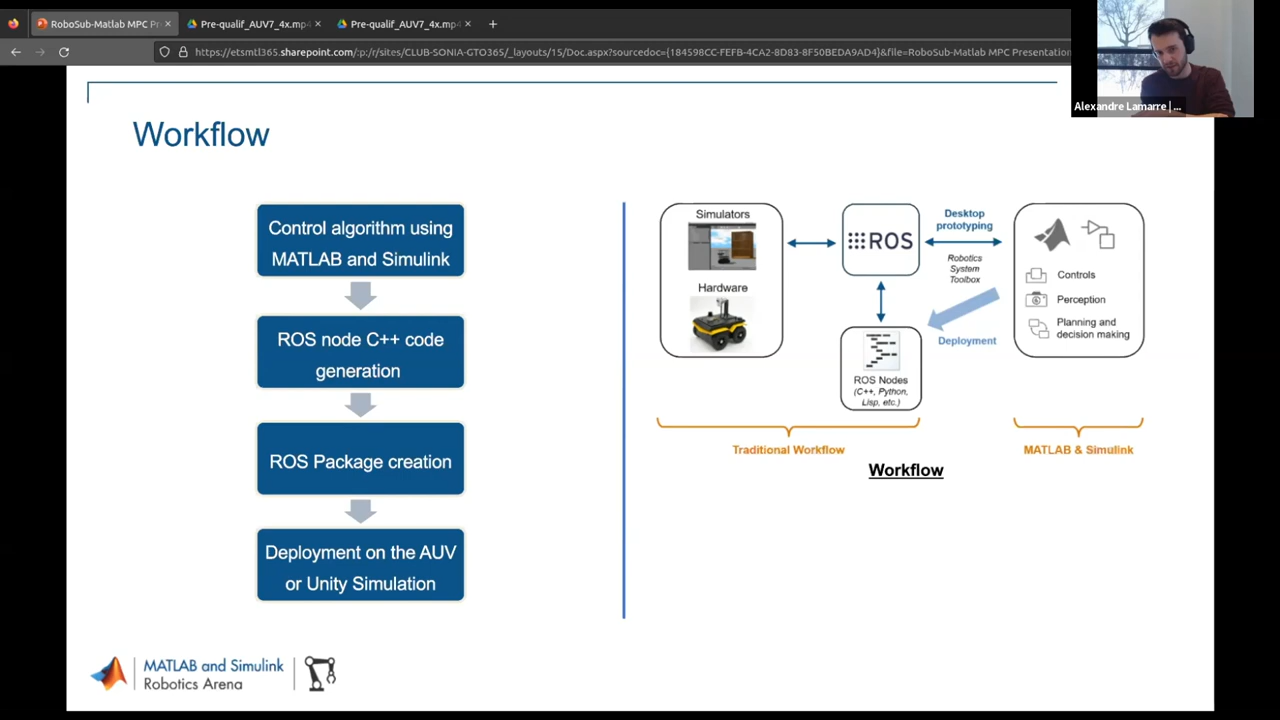 RoboSub-Matlab MPC Pr
Pre-qualif_AUV7_4x.mp4
Pre-qualif_AUV7_4x.mp4
https://etsmtl365.sharepoint.com/:p:/r/sites/CLUB-SONIA-GTO365/_layouts/15/Doc.aspx?sourcedoc={184598CC-FEFB-4CA2-8D83-8F50BEDA9AD4}&file=RoboSub-Matlab MPC Presentation
Alexandre Lamarre | ...
Workflow
Control algorithm using
MATLAB and Simulink
ROS node C++ code
generation
ROS Package creation
Deployment on the AUV
or Unity Simulation
Simulators
Hardware
ROS
Desktop
prototyping
Robotics
System
Toolbox
Deployment
ROS Nodes
(C++, Python,
Lisp, etc.)
Controls
Perception
Planning and
decision making
Traditional Workflow
MATLAB & Simulink
Workflow
MATLAB and Simulink
Robotics Arena